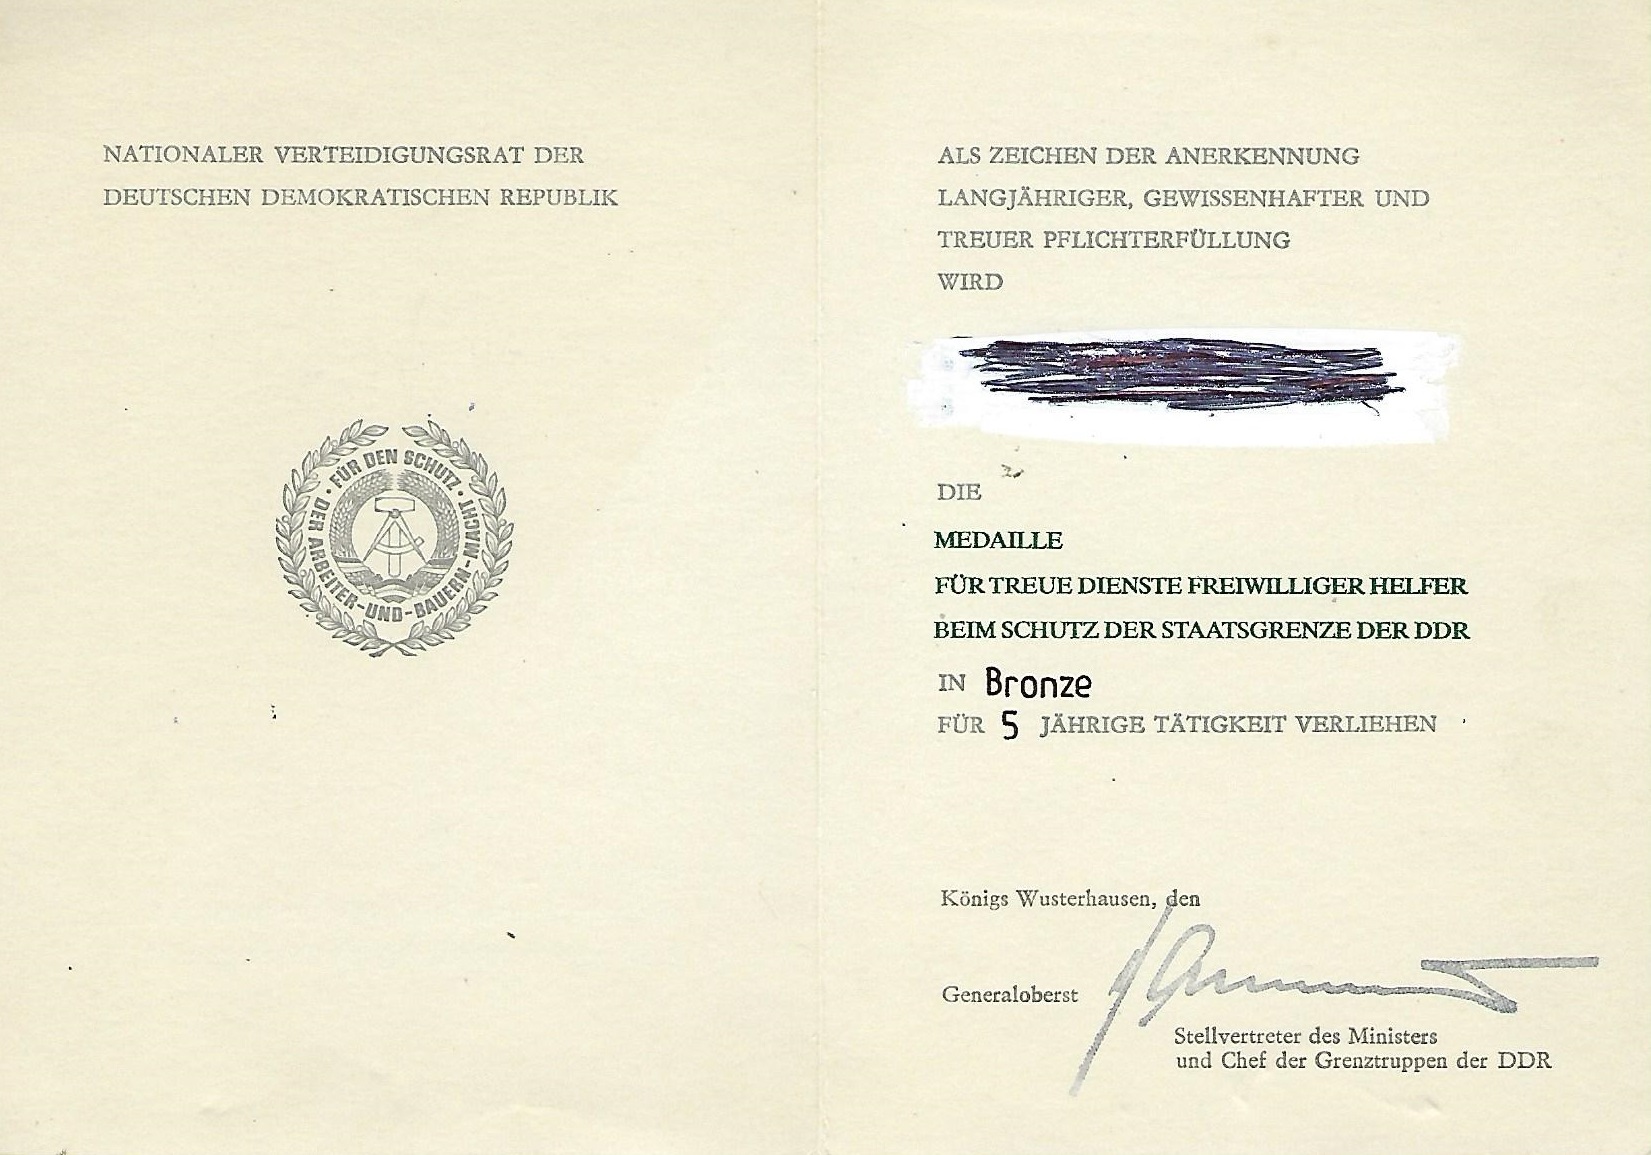 NATIONALER VERTEIDIGUNGSRAT DER
DEUTSCHEN DEMOKRATISCHEN REPUBLIK
FÜR DEN SCHUTZ · DER ARBEITER-UND-BAUERN-MACHT ·
ALS ZEICHEN DER ANERKENNUNG
LANGJÄHRIGER, GEWISSENHAFTER UND
TREUER PFLICHTERFÜLLUNG
WIRD
DIE
MEDAILLE
FÜR TREUE DIENSTE FREIWILLIGER HELFER
BEIM SCHUTZ DER STAATSGRENZE DER DDR
IN Bronze
FÜR 5 JÄHRIGE TÄTIGKEIT VERLIEHEN
Königs Wusterhausen, den
Generaloberst
Stellvertreter des Ministers
und Chef der Grenztruppen der DDR